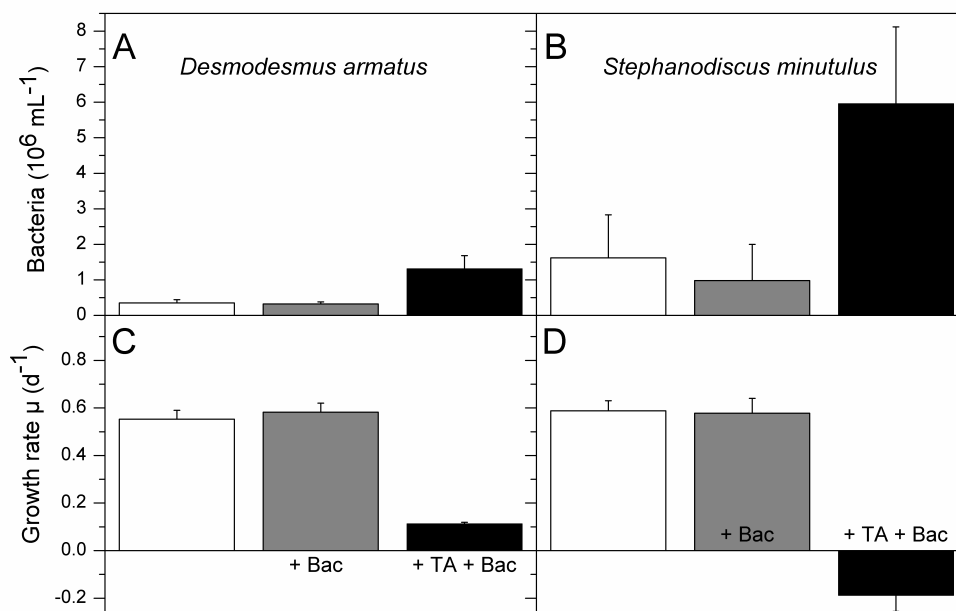 A
Desmodesmus armatus
B
Stephanodiscus minutulus
Bacteria (10⁶ mL⁻¹)
8
7
6
5
4
3
2
1
0
C
D
Growth rate µ (d⁻¹)
0.8
0.6
0.4
0.2
0.0
-0.2
+ Bac
+ TA + Bac
+ Bac
+ TA + Bac